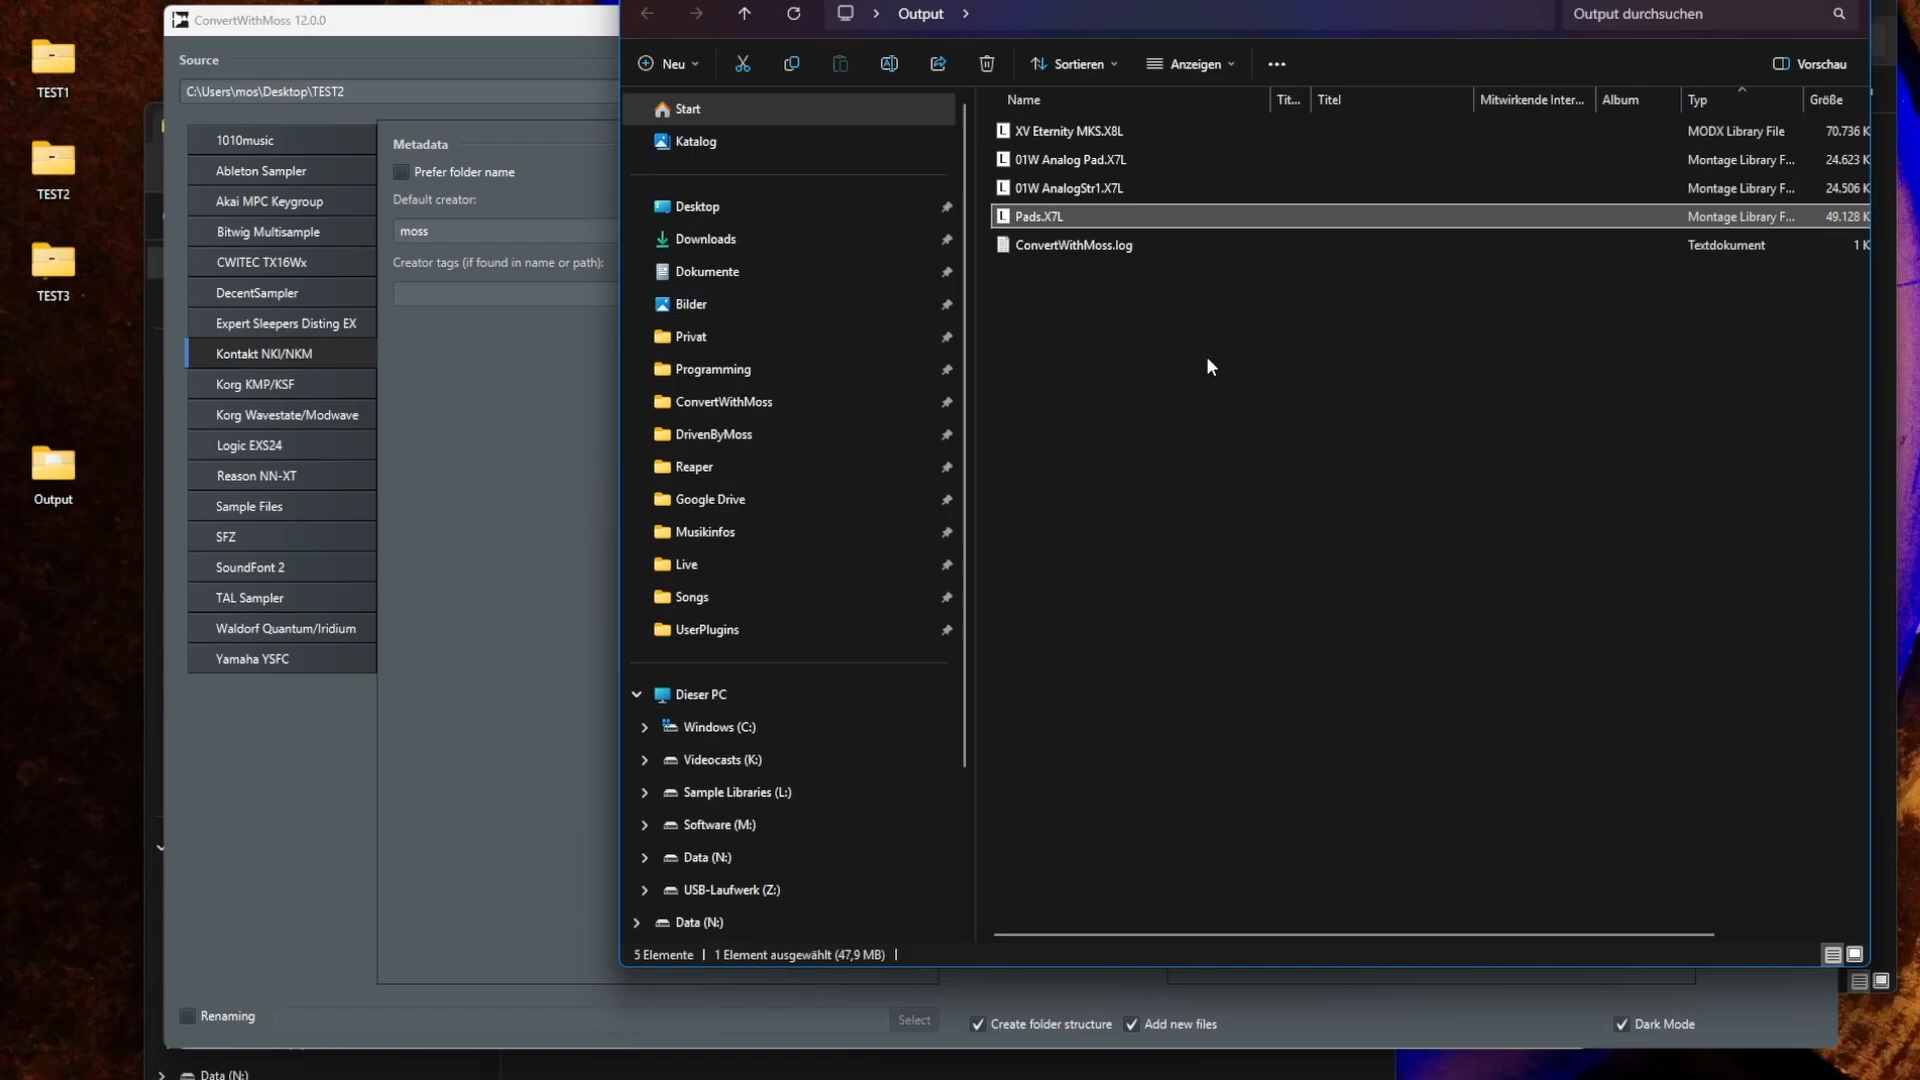 TEST1
TEST2
TEST3
Output
ConvertWithMoss 12.0.0
Source
C:\Users\mos\Desktop\TEST2
1010music
Ableton Sampler
Akai MPC Keygroup
Bitwig Multisample
CWITEC TX16Wx
DecentSampler
Expert Sleepers Disting EX
Kontakt NKI/NKM
Korg KMP/KSF
Korg Wavestate/Modwave
Logic EXS24
Reason NN-XT
Sample Files
SFZ
SoundFont 2
TAL Sampler
Waldorf Quantum/Iridium
Yamaha YSFC
Metadata
Prefer folder name
Default creator:
moss
Creator tags (if found in name or path):
Renaming
Select
Create folder structure
Add new files
Dark Mode
Data (N:)
Output
Output durchsuchen
Neu
Sortieren
Anzeigen
Vorschau
Start
Katalog
Desktop
Downloads
Dokumente
Bilder
Privat
Programming
ConvertWithMoss
DrivenByMoss
Reaper
Google Drive
Musikinfos
Live
Songs
UserPlugins
Dieser PC
Windows (C:)
Videocasts (K:)
Sample Libraries (L:)
Software (M:)
Data (N:)
USB-Laufwerk (Z:)
Data (N:)
Name Tit... Titel Mitwirkende Inter... Album Typ Größe
XV Eternity MKS.X8L MODX Library File 70.736 K
01W Analog Pad.X7L Montage Library F... 24.623 K
01W AnalogStr1.X7L Montage Library F... 24.506 K
Pads.X7L Montage Library F... 49.128 K
ConvertWithMoss.log Textdokument 1 K
5 Elemente 1 Element ausgewählt (47,9 MB)